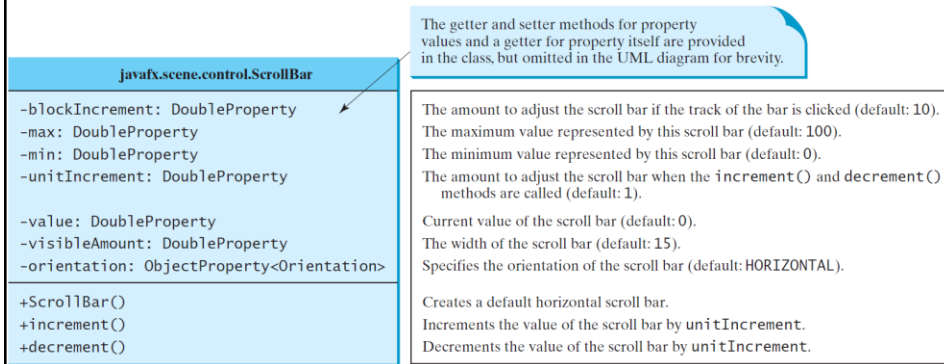 The getter and setter methods for property
values and a getter for property itself are provided
in the class, but omitted in the UML diagram for brevity.
javafx.scene.control.ScrollBar
-blockIncrement: DoubleProperty
-max: DoubleProperty
-min: DoubleProperty
-unitIncrement: DoubleProperty
-value: DoubleProperty
-visibleAmount: DoubleProperty
-orientation: ObjectProperty<Orientation>
+ScrollBar()
+increment()
+decrement()
The amount to adjust the scroll bar if the track of the bar is clicked (default: 10).
The maximum value represented by this scroll bar (default: 100).
The minimum value represented by this scroll bar (default: 0).
The amount to adjust the scroll bar when the increment() and decrement()
methods are called (default: 1).
Current value of the scroll bar (default: 0).
The width of the scroll bar (default: 15).
Specifies the orientation of the scroll bar (default: HORIZONTAL).
Creates a default horizontal scroll bar.
Increments the value of the scroll bar by unitIncrement.
Decrements the value of the scroll bar by unitIncrement.